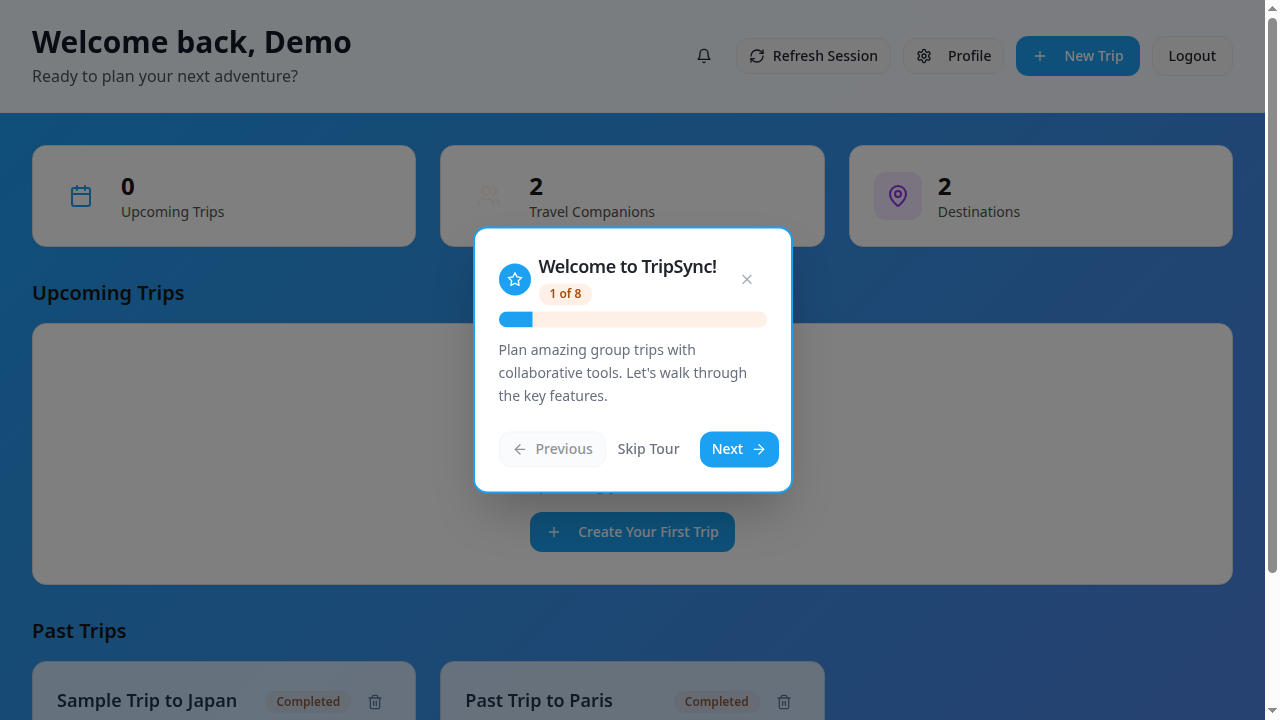 Welcome back, Demo
Ready to plan your next adventure?
Refresh Session
Profile
New Trip
Logout
0
Upcoming Trips
2
Travel Companions
2
Destinations
Upcoming Trips
Welcome to TripSync!
1 of 8
Plan amazing group trips with
collaborative tools. Let's walk through
the key features.
Previous
Skip Tour
Next
Create Your First Trip
Past Trips
Sample Trip to Japan
Completed
Past Trip to Paris
Completed